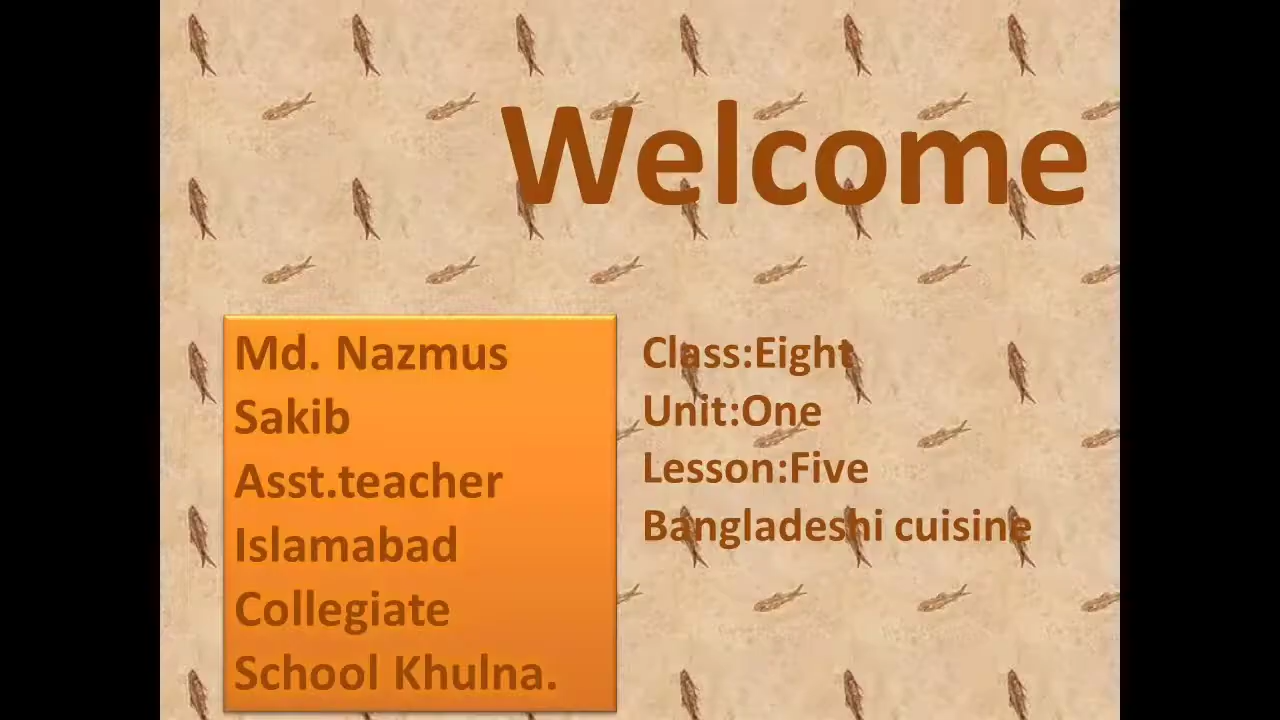 Welcome
Md. Nazmus
Sakib
Asst.teacher
Islamabad
Collegiate
School Khulna.
Class:Eight
Unit:One
Lesson:Five
Bangladeshi cuisine